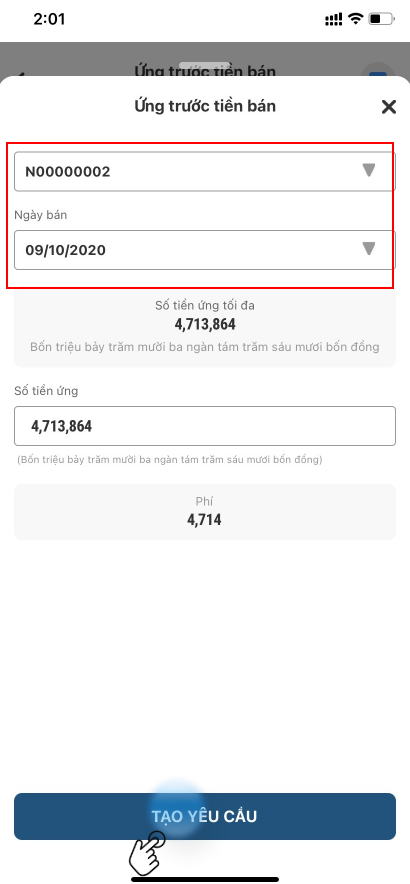 2:01
Ứng trước tiền bán
Ứng trước tiền bán
N00000002
Ngày bán
09/10/2020
Số tiền ứng tối đa
4,713,864
Bốn triệu bảy trăm mười ba ngàn tám trăm sáu mươi bốn đồng
Số tiền ứng
4,713,864
(Bốn triệu bảy trăm mười ba ngàn tám trăm sáu mươi bốn đồng)
Phí
4,714
TẠO YÊU CẦU